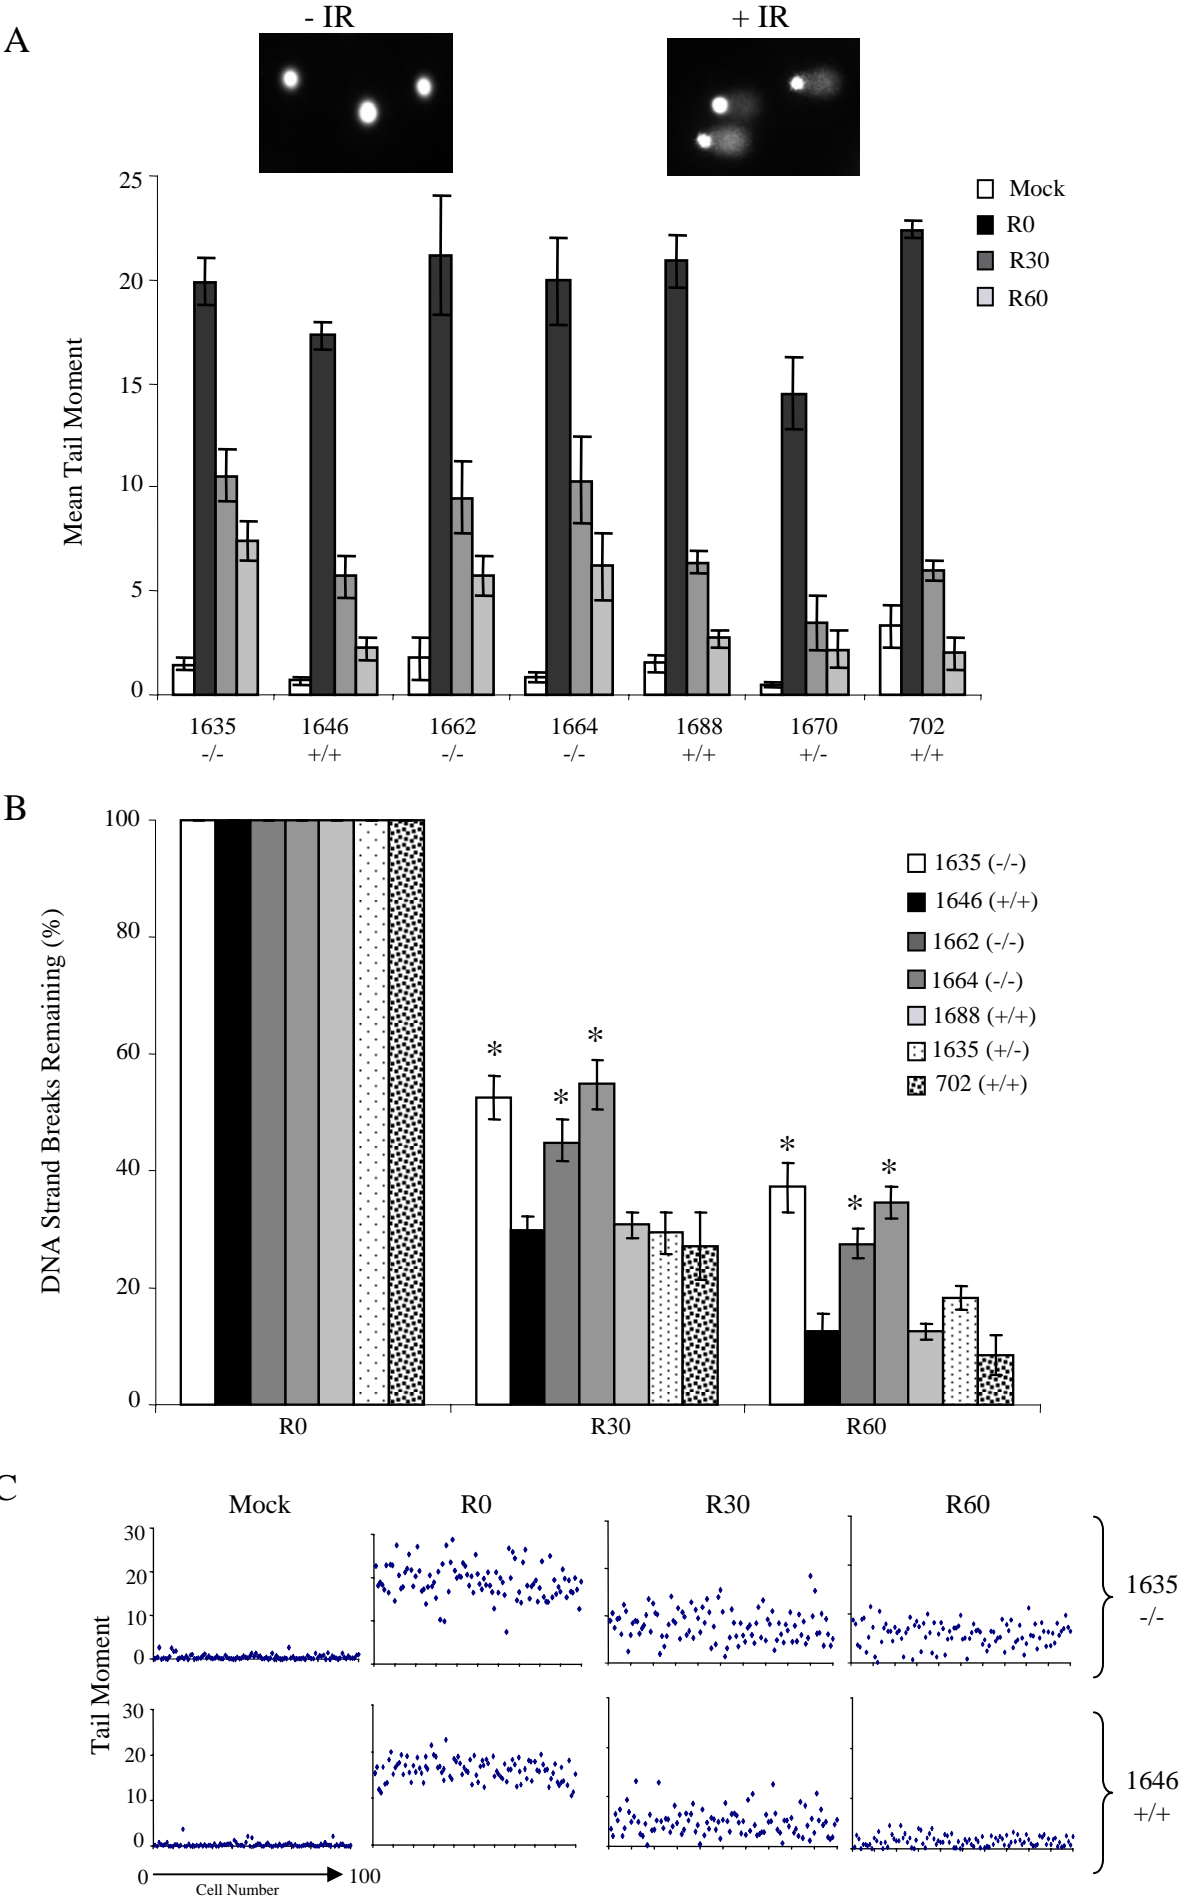 A
- IR
+ IR
Mean Tail Moment
25
20
15
10
5
0
Mock
R0
R30
R60
1635 1646 1662 1664 1688 1670 702
-/- +/+ -/- -/- +/+ +/- +/+
B
DNA Strand Breaks Remaining (%)
100
80
60
40
20
0
* * *
* * *
1635 (-/-)
1646 (+/+)
1662 (-/-)
1664 (-/-)
1688 (+/+)
1635 (+/-)
702 (+/+)
R0 R30 R60
C
Mock R0 R30 R60
Tail Moment
30
20
10
0
1635
-/-
30
20
10
0
1646
+/+
0 100
Cell Number